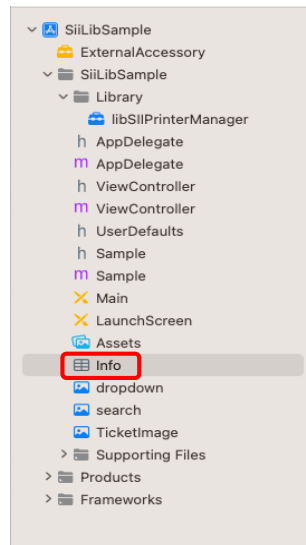 SiiLibSample
ExternalAccessory
SiiLibSample
Library
libSIIPrinterManager
h AppDelegate
m AppDelegate
h ViewController
m ViewController
h UserDefaults
h Sample
m Sample
Main
LaunchScreen
Assets
Info
dropdown
search
TicketImage
Supporting Files
Products
Frameworks